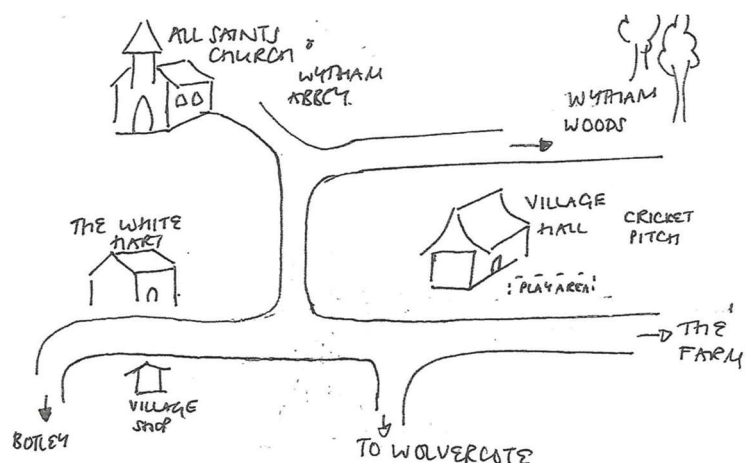 ALL SAINTS
CHURCH
WYTHAM
ABBEY
WYTHAM
WOODS
THE WHITE
HART
VILLAGE
HALL
CRICKET
PITCH
PLAY AREA
THE
FARM
VILLAGE
SHOP
BOTLEY
TO WOLVERCOTE